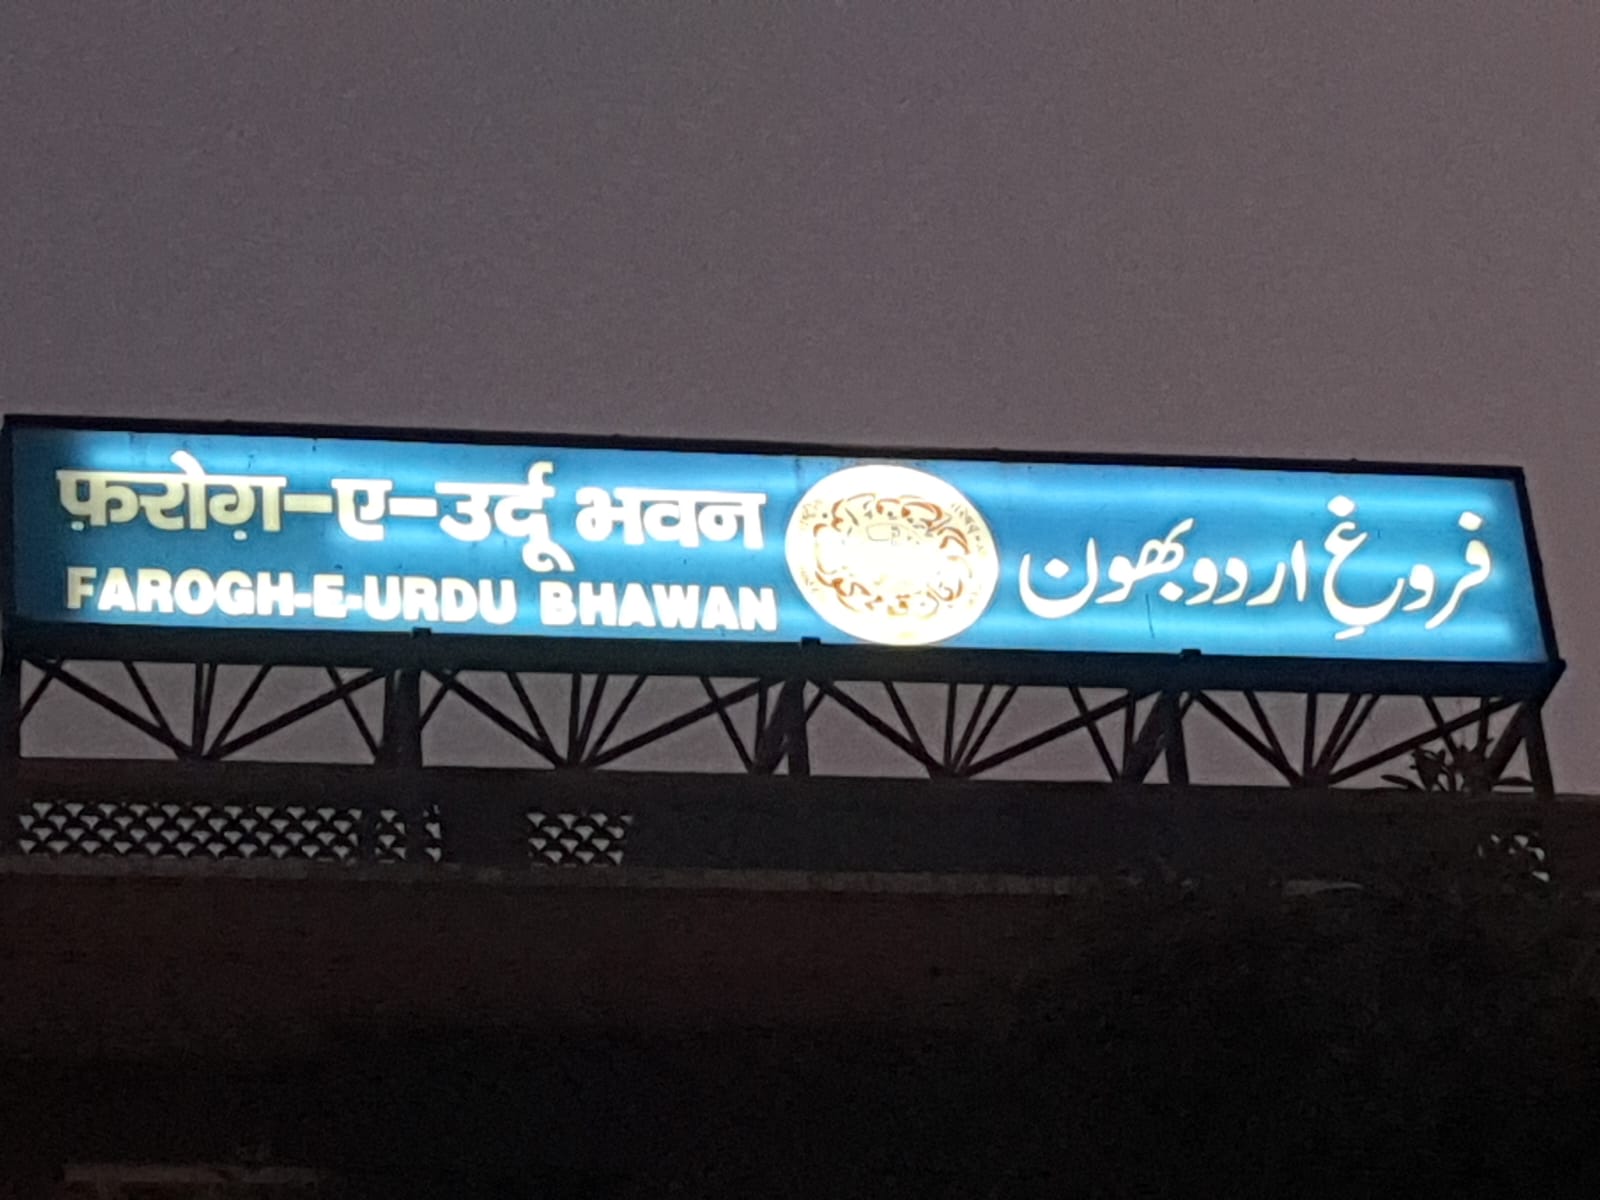 फ़रोग़-ए-उर्दू भवन
FAROGH-E-URDU BHAWAN
فروغِ اردو بھون